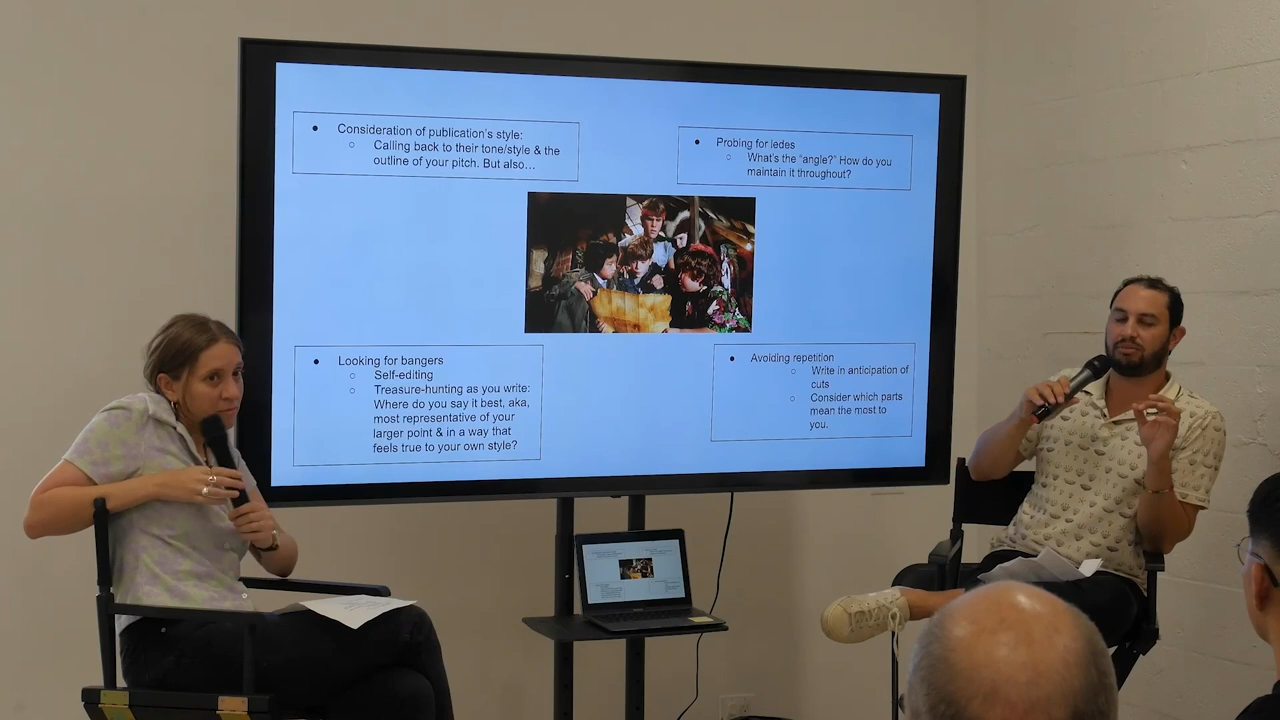 ● Consideration of publication's style:
○ Calling back to their tone/style & the
outline of your pitch. But also…
● Probing for ledes
○ What's the "angle?" How do you
maintain it throughout?
● Looking for bangers
○ Self-editing
○ Treasure-hunting as you write:
Where do you say it best, aka,
most representative of your
larger point & in a way that
feels true to your own style?
● Avoiding repetition
○ Write in anticipation of
cuts
○ Consider which parts
mean the most to
you.